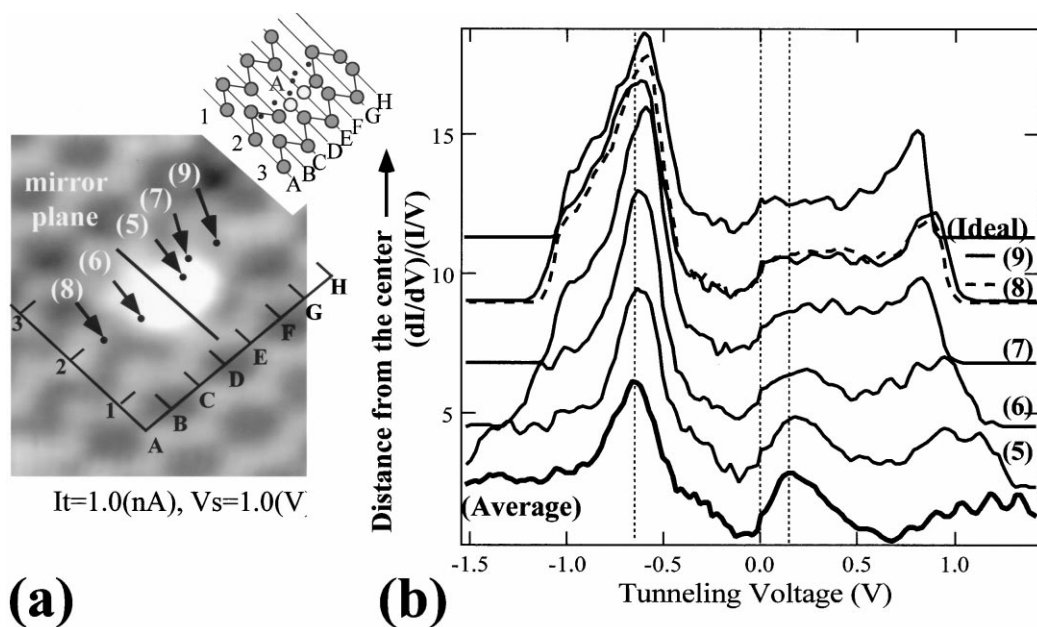 A
1
2
3
A
B
C
D
E
F
G
H
mirror
plane
(9)
(7)
(5)
(6)
(8)
3
2
1
A
B
C
D
E
F
G
H
It=1.0(nA), Vs=1.0(V)
(a)
Distance from the center
(dI/dV)/(I/V)
15
10
5
(Ideal)
(9)
(8)
(7)
(6)
(5)
(Average)
-1.5
-1.0
-0.5
0.0
0.5
1.0
Tunneling Voltage (V)
(b)